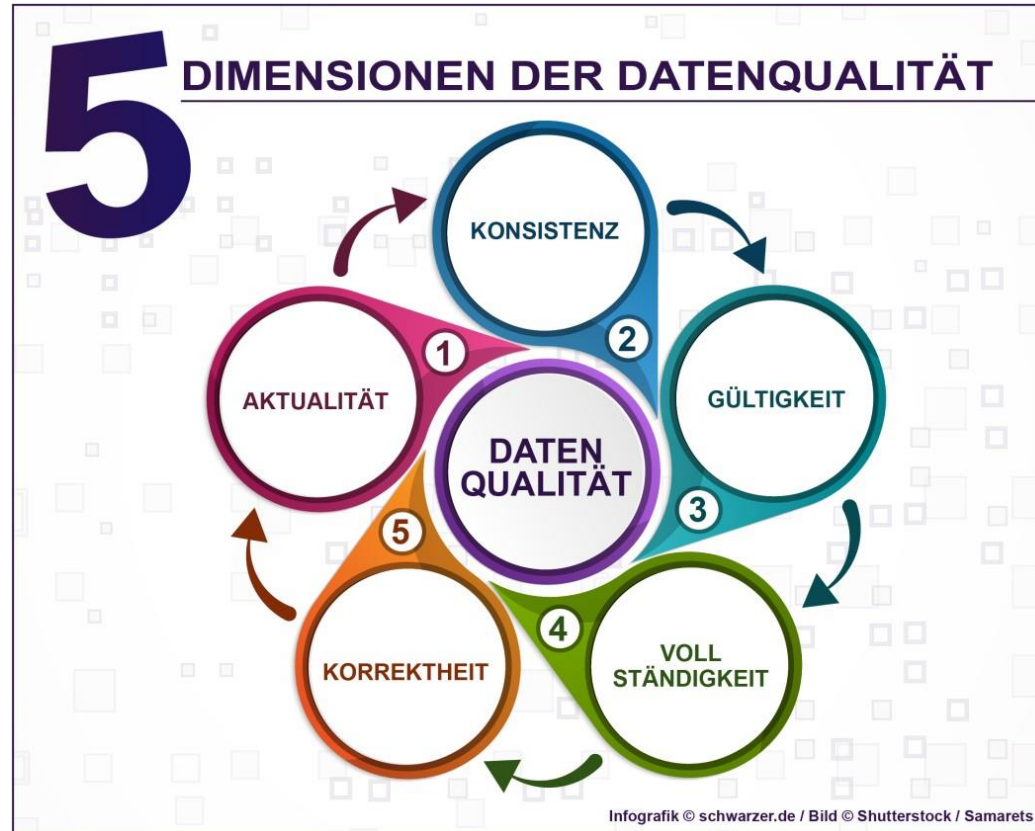 5
DIMENSIONEN DER DATENQUALITÄT
KONSISTENZ
2
GÜLTIGKEIT
3
VOLL
STÄNDIGKEIT
4
KORREKTHEIT
5
AKTUALITÄT
1
DATEN
QUALITÄT
Infografik © schwarzer.de / Bild © Shutterstock / Samarets